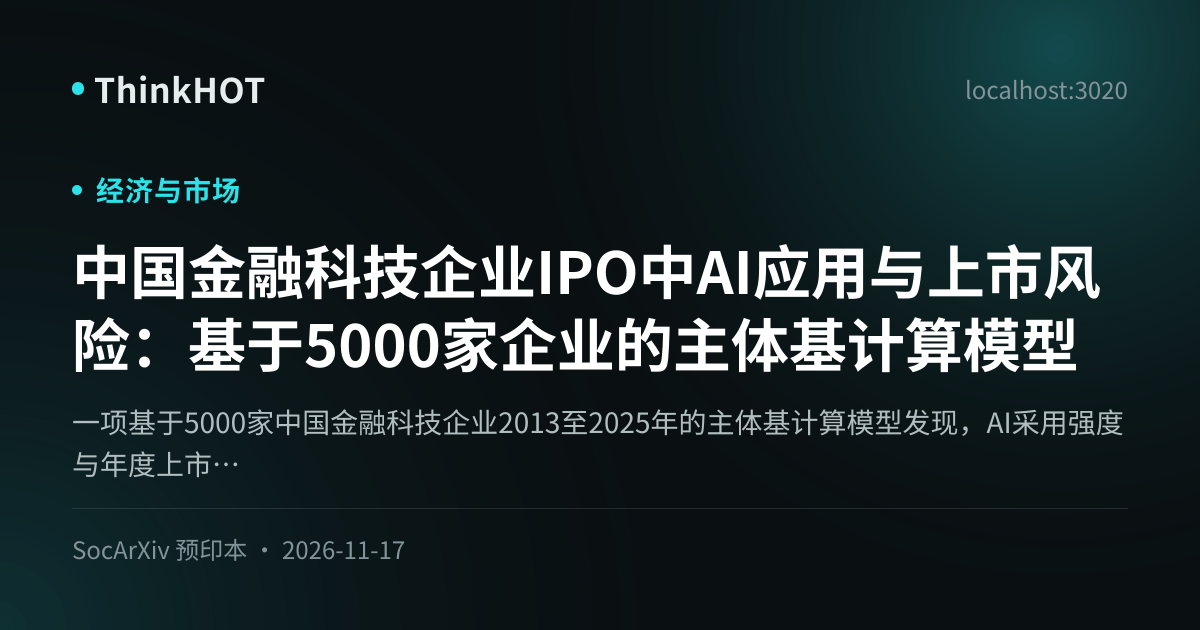 ThinkHOT
localhost:3020
经济与市场
中国金融科技企业IPO中AI应用与上市风
险：基于5000家企业的主体基计算模型
一项基于5000家中国金融科技企业2013至2025年的主体基计算模型发现，AI采用强度
与年度上市…
SocArXiv 预印本 · 2026-11-17